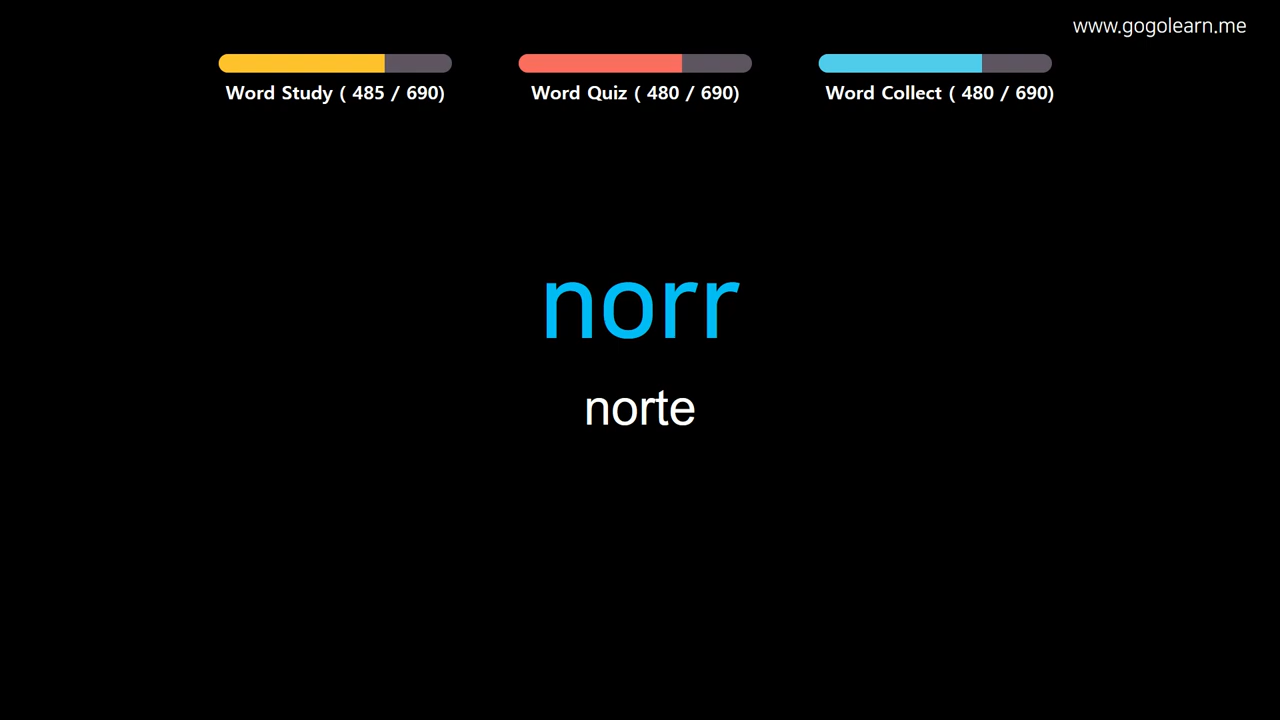 www.gogolearn.me
Word Study ( 485 / 690)
Word Quiz ( 480 / 690)
Word Collect ( 480 / 690)
norr
norte